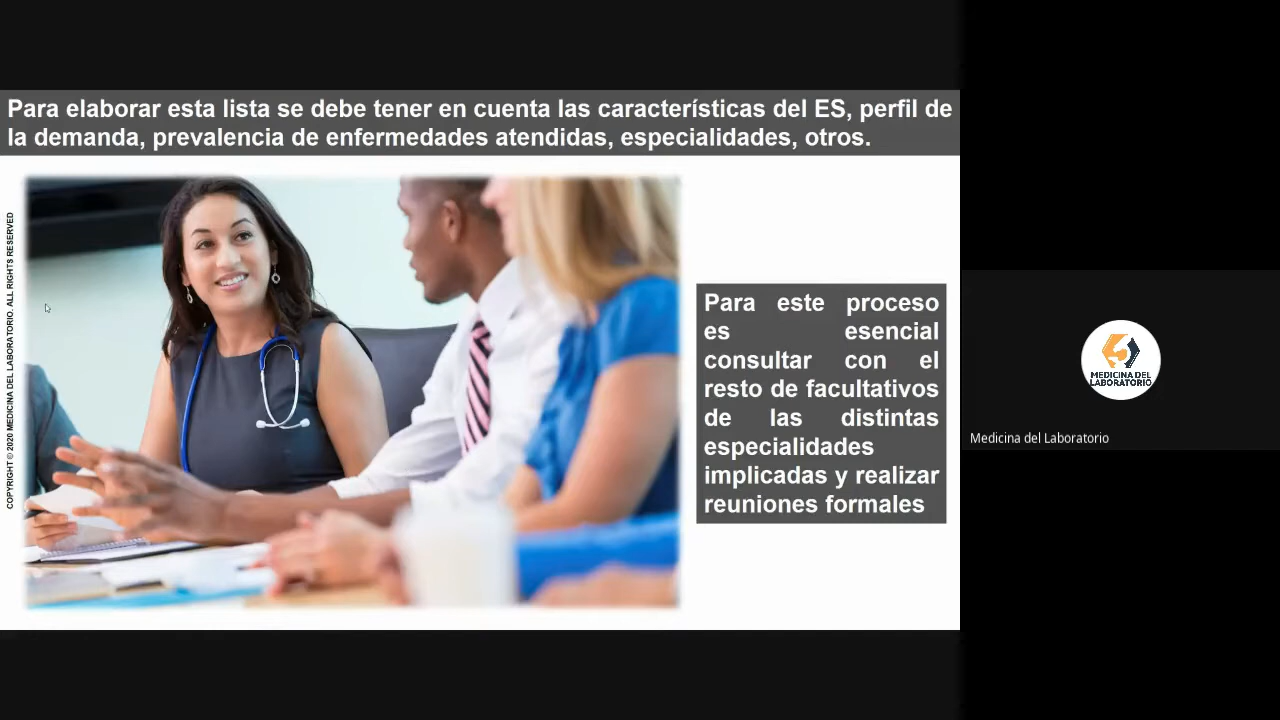 Para elaborar esta lista se debe tener en cuenta las características del ES, perfil de
la demanda, prevalencia de enfermedades atendidas, especialidades, otros.
COPYRIGHT © 2020 MEDICINA DEL LABORATORIO. ALL RIGHTS RESERVED
Para este proceso
es esencial
consultar con el
resto de facultativos
de las distintas
especialidades
implicadas y realizar
reuniones formales
MEDICINA DEL
LABORATORIO
Medicina del Laboratorio